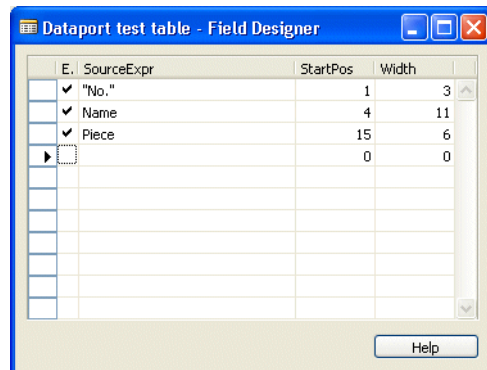 Dataport test table - Field Designer
E. SourceExpr StartPos Width
"No." 1 3
Name 4 11
Piece 15 6
0 0
Help